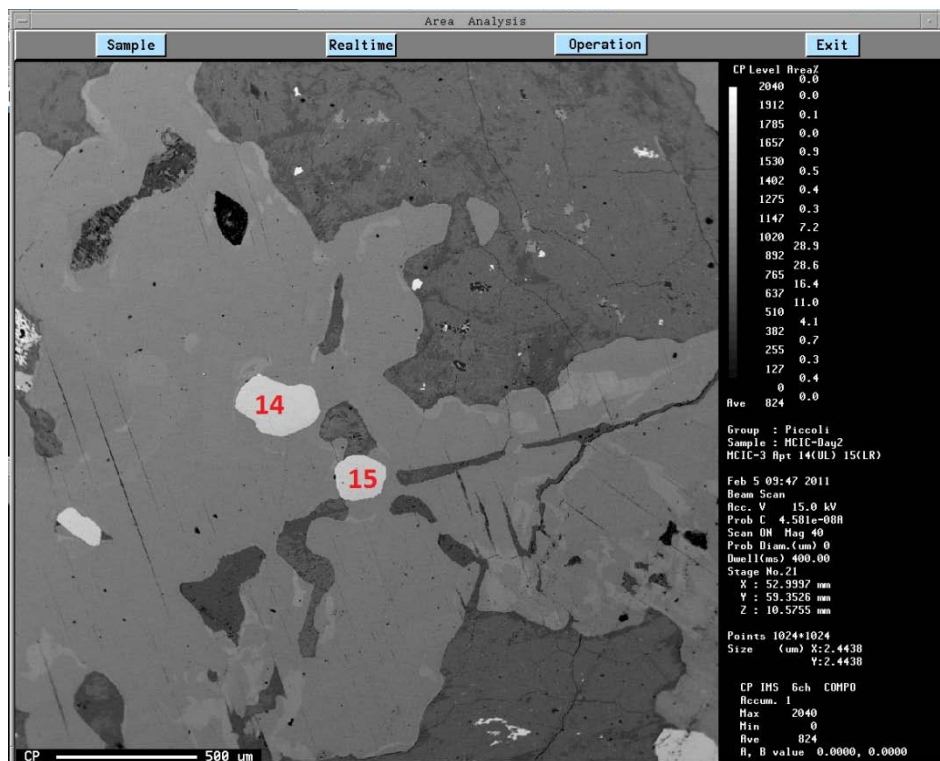 Area Analysis
Sample Realtime Operation Exit
CP Level Area%
0.0
2040
0.0
1912
0.1
1785
0.0
1657
0.9
1530
0.5
1402
0.4
1275
0.3
1147
7.2
1020
28.9
892
28.6
765
16.4
637
11.0
510
4.1
382
0.7
255
0.3
127
0.4
0
0.0
Ave 824
Group : Piccoli
Sample : MCIC-Day2
MCIC-3 Apt 14(UL) 15(LR)
Feb 5 09:47 2011
Beam Scan
Acc. V 15.0 kV
Prob C 4.581e-08A
Scan ON Mag 40
Prob Diam.(um) 0
Dwell(ms) 400.00
Stage No.21
X : 52.9997 mm
Y : 59.3526 mm
Z : 10.5755 mm
Points 1024*1024
Size (um) X:2.4438
Y:2.4438
CP IMS 6ch COMPO
Accum. 1
Max 2040
Min 0
Ave 824
A, B value 0.0000, 0.0000
14
15
CP 500 um